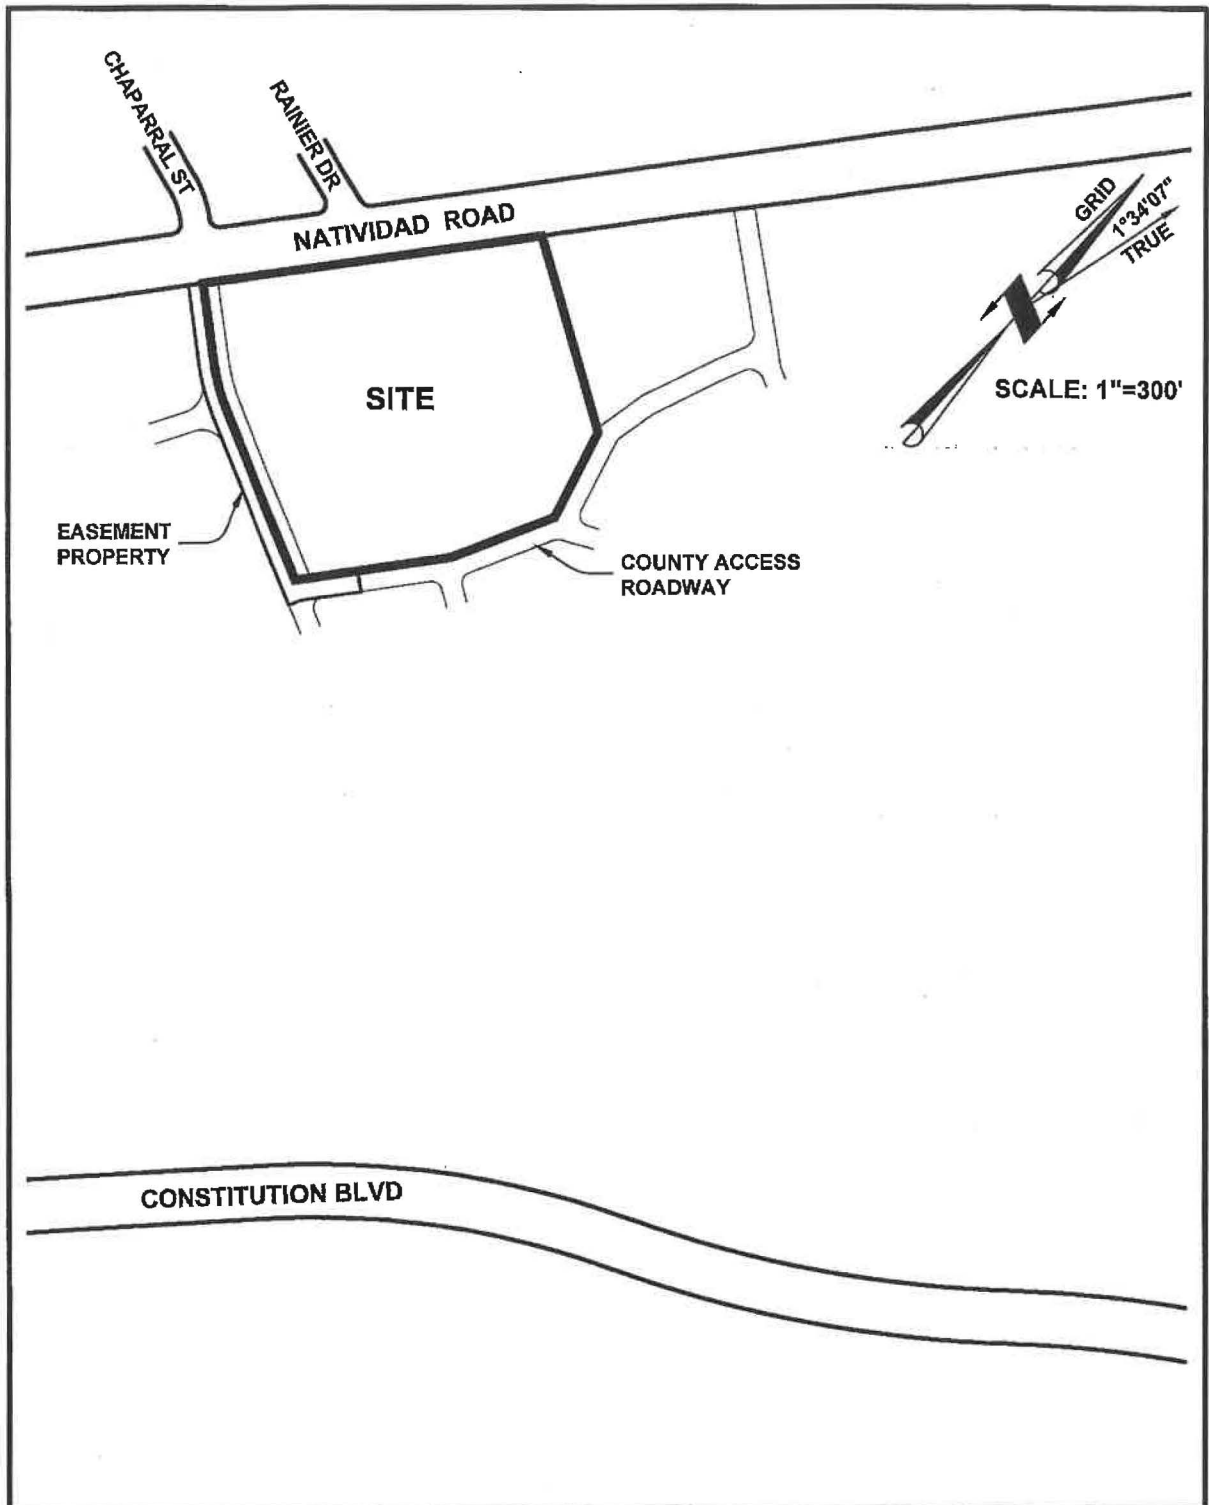 CHAPARRAL ST
RAINIER DR
NATIVIDAD ROAD
GRID
1°34'07"
TRUE
SCALE: 1"=300'
SITE
EASEMENT
PROPERTY
COUNTY ACCESS
ROADWAY
CONSTITUTION BLVD